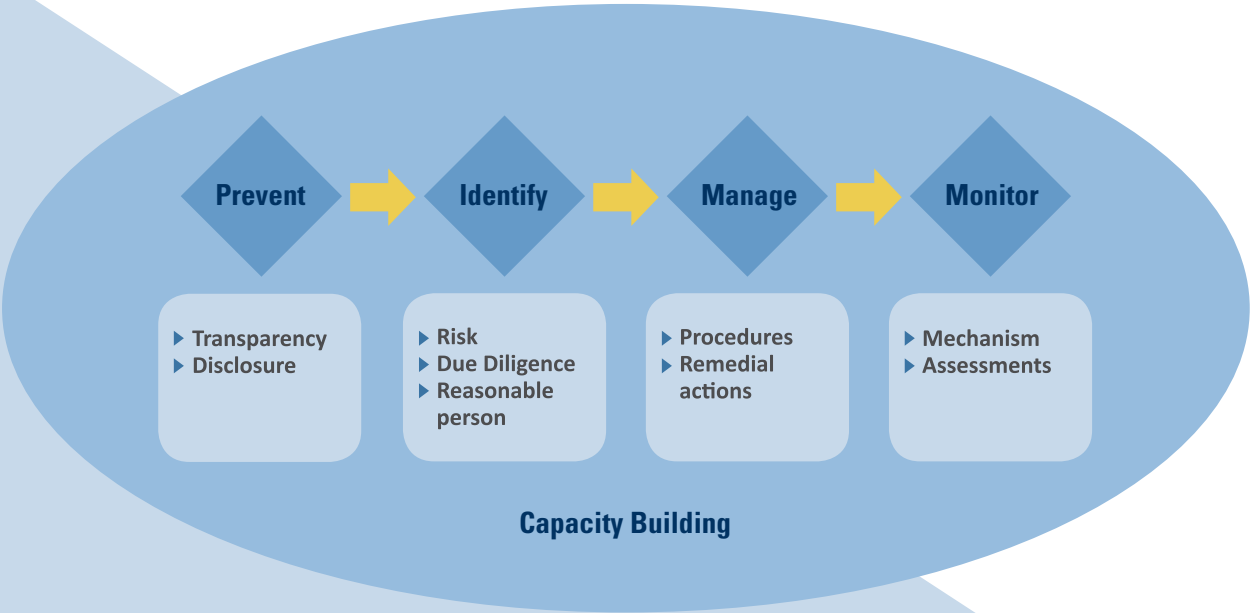 Prevent
Identify
Manage
Monitor
Transparency
Disclosure
Risk
Due Diligence
Reasonable
person
Procedures
Remedial
actions
Mechanism
Assessments
Capacity Building